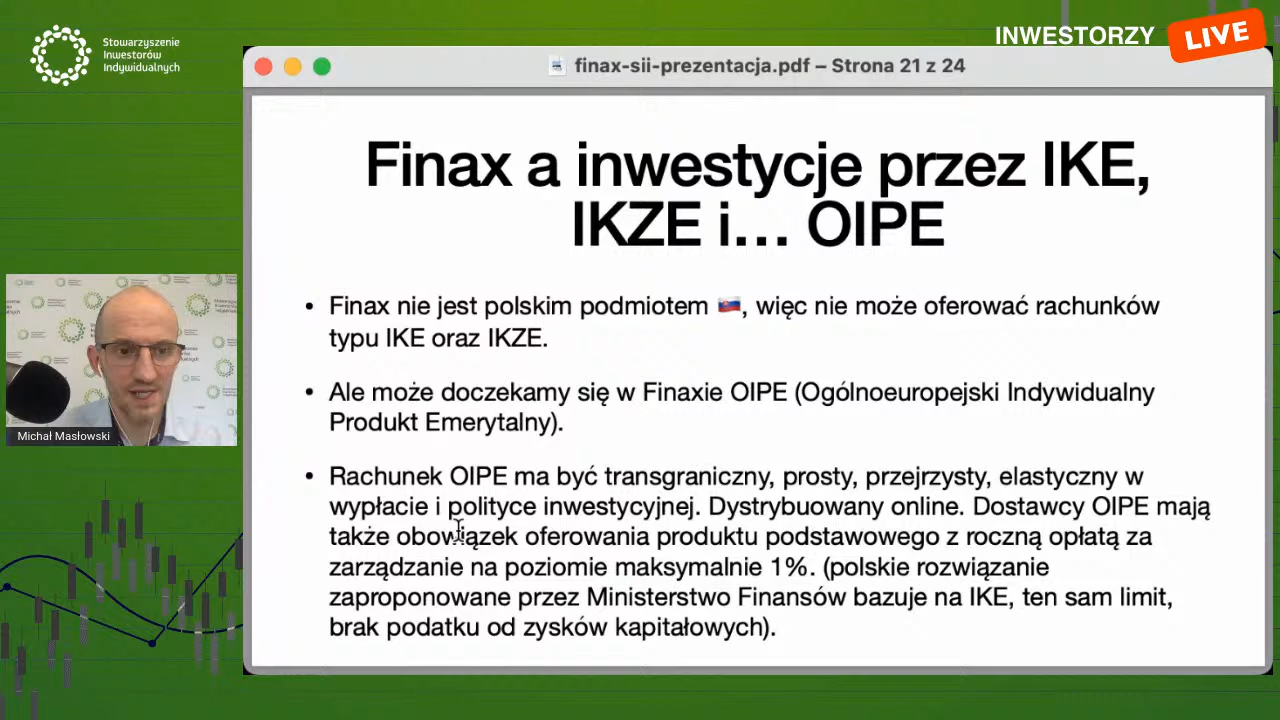 Stowarzyszenie
Inwestorów
Indywidualnych
INWESTORZY LIVE
finax-sii-prezentacja.pdf – Strona 21 z 24
Finax a inwestycje przez IKE,
IKZE i… OIPE
• Finax nie jest polskim podmiotem 🇸🇰, więc nie może oferować rachunków
typu IKE oraz IKZE.
• Ale może doczekamy się w Finaxie OIPE (Ogólnoeuropejski Indywidualny
Produkt Emerytalny).
• Rachunek OIPE ma być transgraniczny, prosty, przejrzysty, elastyczny w
wypłacie i polityce inwestycyjnej. Dystrybuowany online. Dostawcy OIPE mają
także obowiązek oferowania produktu podstawowego z roczną opłatą za
zarządzanie na poziomie maksymalnie 1%. (polskie rozwiązanie
zaproponowane przez Ministerstwo Finansów bazuje na IKE, ten sam limit,
brak podatku od zysków kapitałowych).
Michał Masłowski